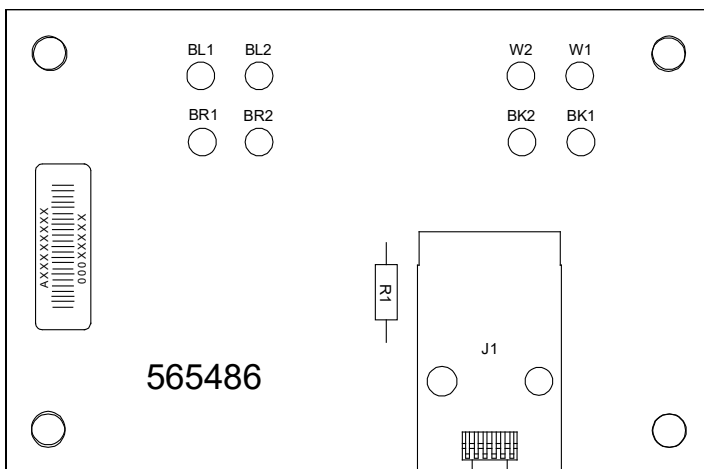 BL1 BL2 W2 W1
BR1 BR2 BK2 BK1
AXXXXXXXX
000XXXXX
R1
J1
565486